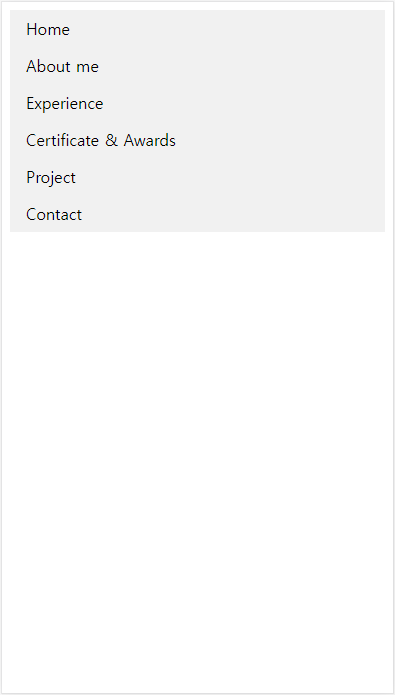 Home
About me
Experience
Certificate & Awards
Project
Contact